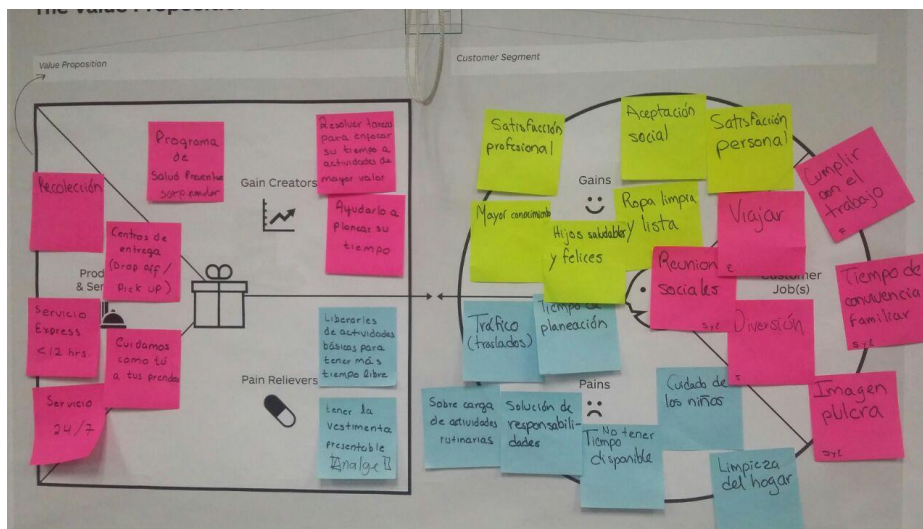 The Value Proposition
Value Proposition
Customer Segment
Programa
de
Salud
Resolver tareas
para enfocar
su tiempo a
actividades de
mayor valor
Gain Creators
Ayudarlo a
planear su
tiempo
Recolección
Centros de
entrega
(Drop off /
Pick up)
Servicio
Express
<12 hrs.
Cuidamos
como tú
a tus prendas
Servicio
24/7
Liberarles
de actividades
básicas para
tener más
tiempo libre
Pain Relievers
tener la
vestimenta
presentable
Satisfacción
profesional
Aceptación
social
Satisfacción
personal
Gains
Mayor conocimiento
Hijos saludables
y felices
Ropa limpia
y lista
Cumplir
con el
trabajo
Viajar
Reunion
sociales
Customer
Job(s)
Tiempo de
convivencia
familiar
Syc
Diversión
Imagen
pulcra
Syc
Tráfico
(traslados)
Tiempo de
planeación
Pains
Sobre carga
de actividades
rutinarias
Solución de
responsabili-
dades
No tener
Tiempo
disponible
Cuidado de
los niños
Limpieza
del hogar